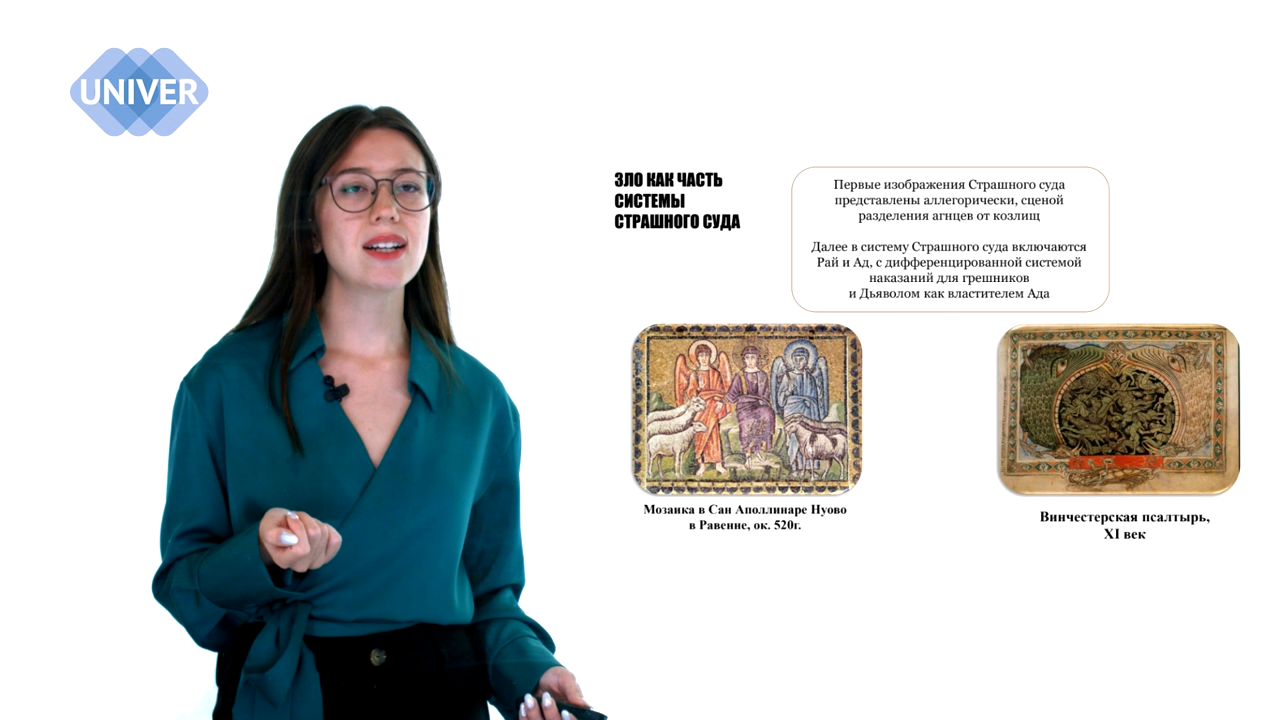 UNIVER
ЗЛО КАК ЧАСТЬ
СИСТЕМЫ
СТРАШНОГО СУДА
Первые изображения Страшного суда
представлены аллегорически, сценой
разделения агнцев от козлищ
Далее в систему Страшного суда включаются
Рай и Ад, с дифференцированной системой
наказаний для грешников
и Дьяволом как властителем Ада
Мозаика в Сан Аполлинаре Нуово
в Равенне, ок. 520г.
Винчестерская псалтырь,
XI век